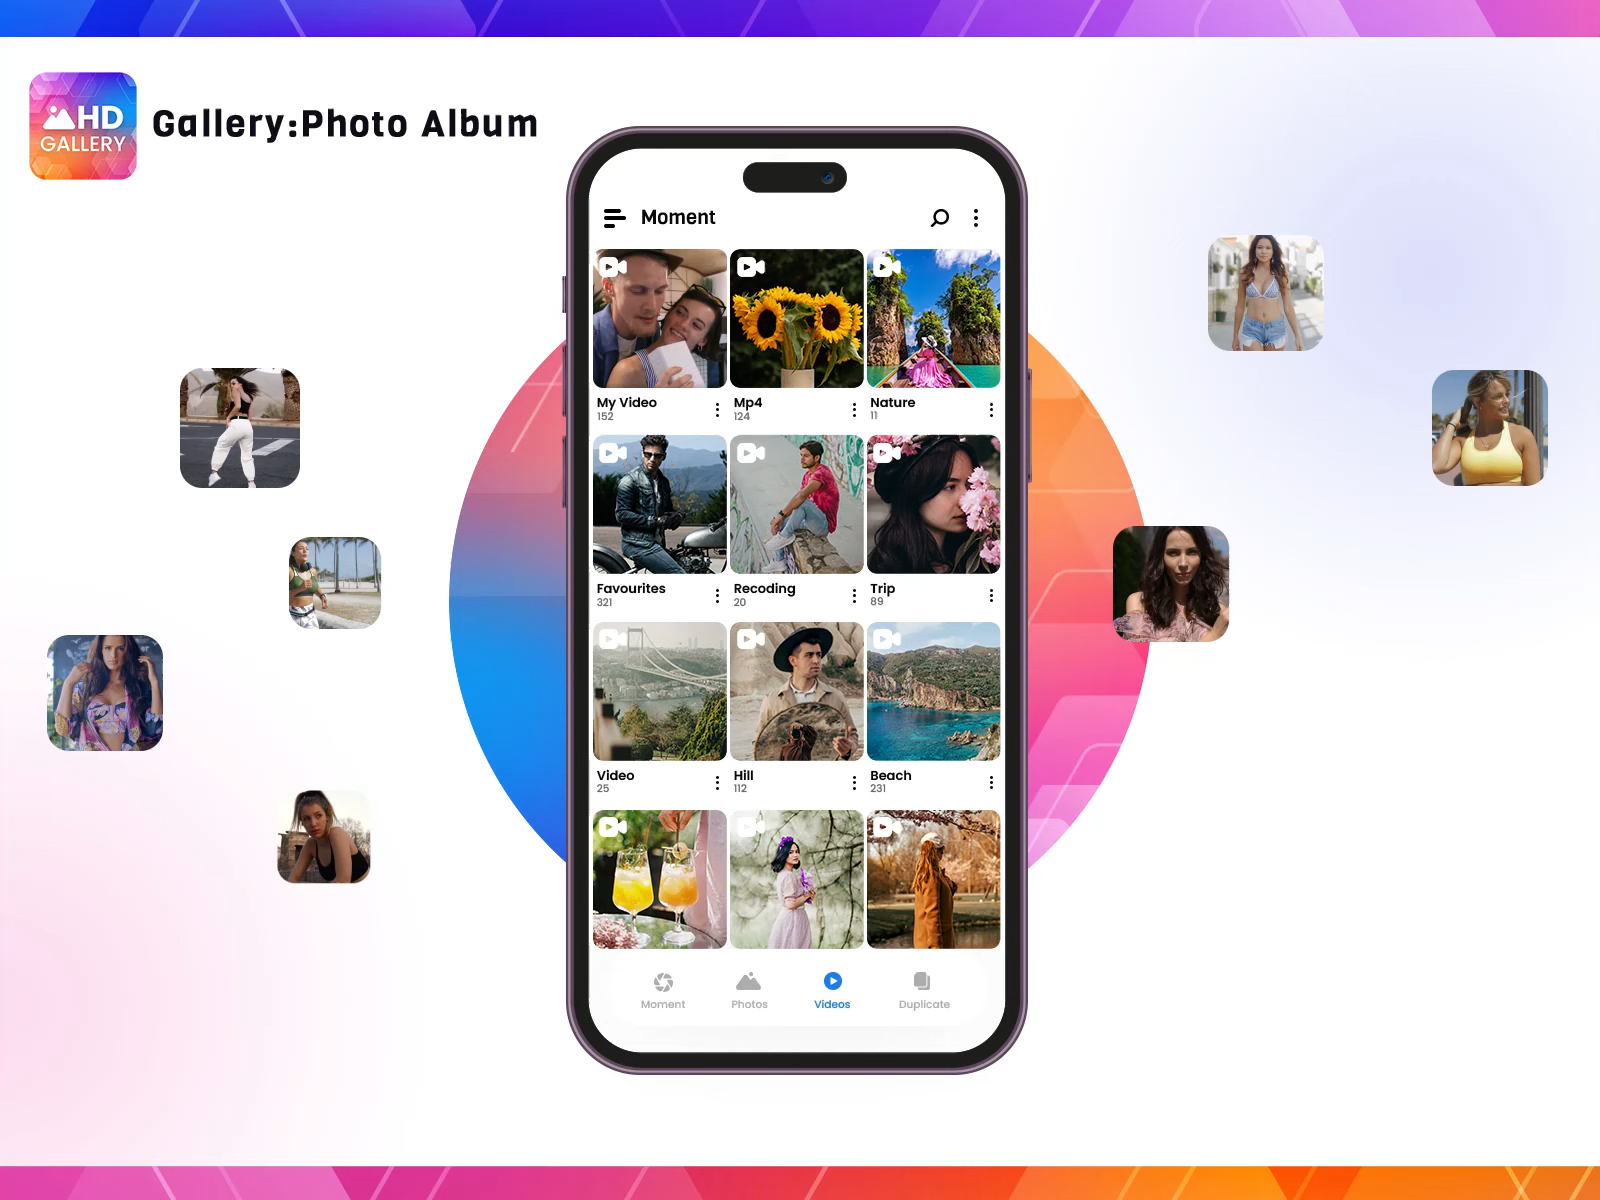 HD
GALLERY
Gallery:Photo Album
Moment
My Video
152
Mp4
124
Nature
11
Favourites
321
Recoding
20
Trip
89
Video
25
Hill
112
Beach
231
Moment
Photos
Videos
Duplicate